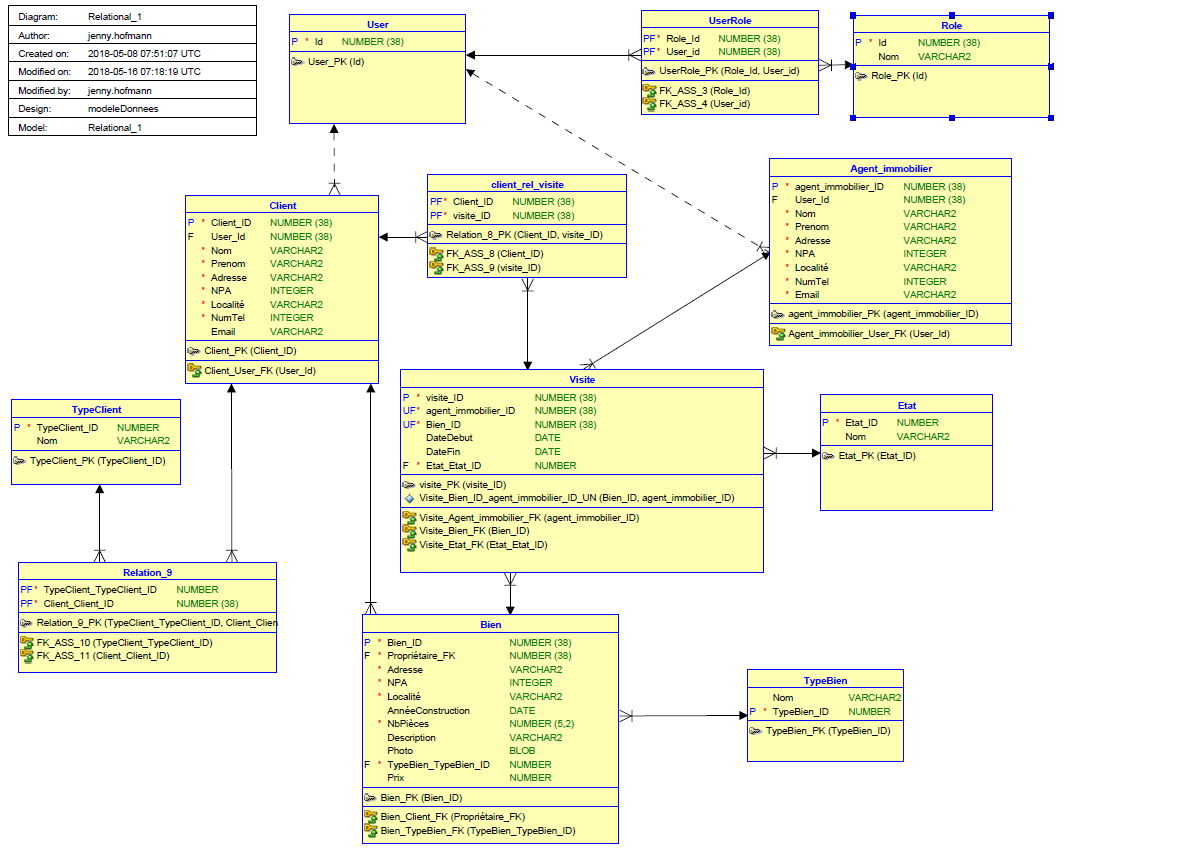 Diagram: Relational_1
Author: jenny.hofmann
Created on: 2018-05-08 07:51:07 UTC
Modified on: 2018-05-16 07:18:19 UTC
Modified by: jenny.hofmann
Design: modeleDonnees
Model: Relational_1
User
P * Id NUMBER (38)
User_PK (Id)
UserRole
PF* Role_Id NUMBER (38)
PF* User_id NUMBER (38)
UserRole_PK (Role_Id, User_id)
FK_ASS_3 (Role_Id)
FK_ASS_4 (User_id)
Role
P * Id NUMBER (38)
Nom VARCHAR2
Role_PK (Id)
Agent_immobilier
P * agent_immobilier_ID NUMBER (38)
F User_Id NUMBER (38)
* Nom VARCHAR2
* Prenom VARCHAR2
* Adresse VARCHAR2
* NPA INTEGER
* Localité VARCHAR2
* NumTel INTEGER
* Email VARCHAR2
agent_immobilier_PK (agent_immobilier_ID)
Agent_immobilier_User_FK (User_Id)
client_rel_visite
PF* Client_ID NUMBER (38)
PF* visite_ID NUMBER (38)
Relation_8_PK (Client_ID, visite_ID)
FK_ASS_8 (Client_ID)
FK_ASS_9 (visite_ID)
Client
P * Client_ID NUMBER (38)
F User_Id NUMBER (38)
* Nom VARCHAR2
* Prenom VARCHAR2
* Adresse VARCHAR2
* NPA INTEGER
* Localité VARCHAR2
* NumTel INTEGER
Email VARCHAR2
Client_PK (Client_ID)
Client_User_FK (User_Id)
Visite
P * visite_ID NUMBER (38)
UF* agent_immobilier_ID NUMBER (38)
UF* Bien_ID NUMBER (38)
DateDebut DATE
DateFin DATE
F * Etat_Etat_ID NUMBER
visite_PK (visite_ID)
Visite_Bien_ID_agent_immobilier_ID_UN (Bien_ID, agent_immobilier_ID)
Visite_Agent_immobilier_FK (agent_immobilier_ID)
Visite_Bien_FK (Bien_ID)
Visite_Etat_FK (Etat_Etat_ID)
Etat
P * Etat_ID NUMBER
Nom VARCHAR2
Etat_PK (Etat_ID)
TypeClient
P * TypeClient_ID NUMBER
Nom VARCHAR2
TypeClient_PK (TypeClient_ID)
Relation_9
PF* TypeClient_TypeClient_ID NUMBER
PF* Client_Client_ID NUMBER (38)
Relation_9_PK (TypeClient_TypeClient_ID, Client_Clien
FK_ASS_10 (TypeClient_TypeClient_ID)
FK_ASS_11 (Client_Client_ID)
Bien
P * Bien_ID NUMBER (38)
F * Propriétaire_FK NUMBER (38)
* Adresse VARCHAR2
* NPA INTEGER
* Localité VARCHAR2
AnnéeConstruction DATE
* NbPièces NUMBER (5,2)
Description VARCHAR2
Photo BLOB
F * TypeBien_TypeBien_ID NUMBER
Prix NUMBER
Bien_PK (Bien_ID)
Bien_Client_FK (Propriétaire_FK)
Bien_TypeBien_FK (TypeBien_TypeBien_ID)
TypeBien
Nom VARCHAR2
P * TypeBien_ID NUMBER
TypeBien_PK (TypeBien_ID)